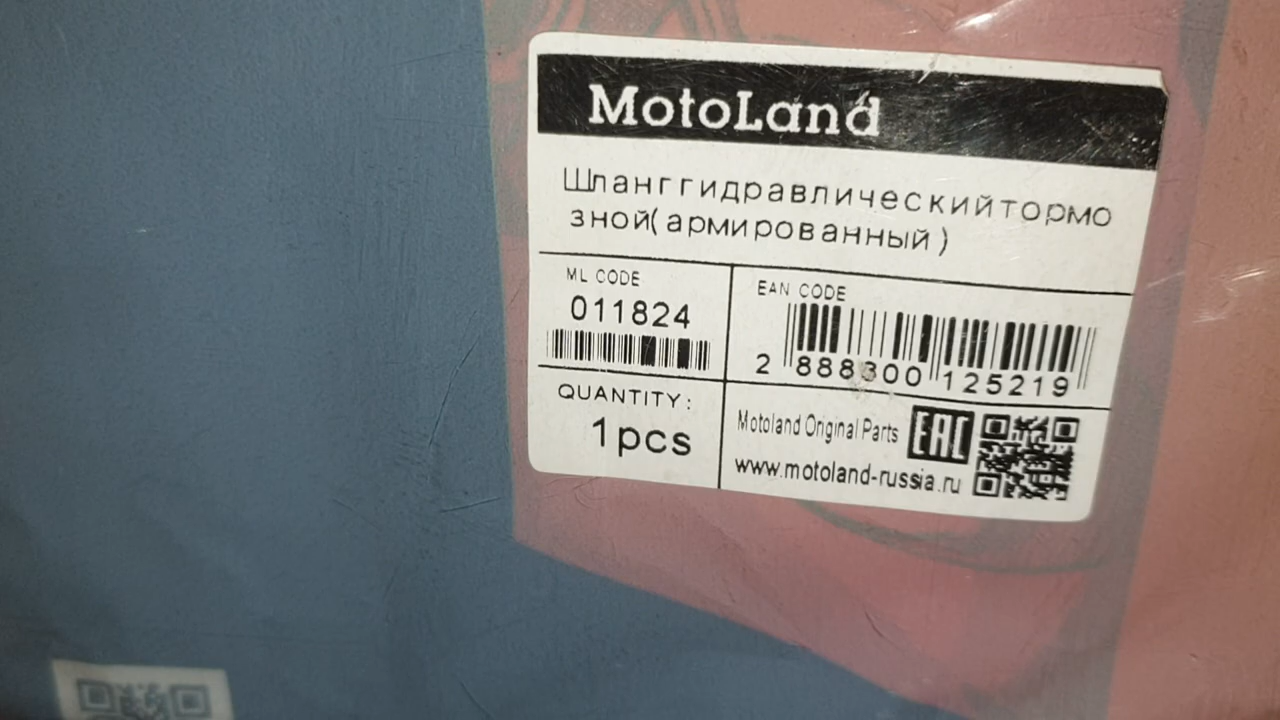 MotoLand
Шланггидравлическийтормо
зной(армированный)
ML CODE
011824
EAN CODE
2 888300 125219
QUANTITY:
1pcs
Motoland Original Parts
EAC
www.motoland-russia.ru